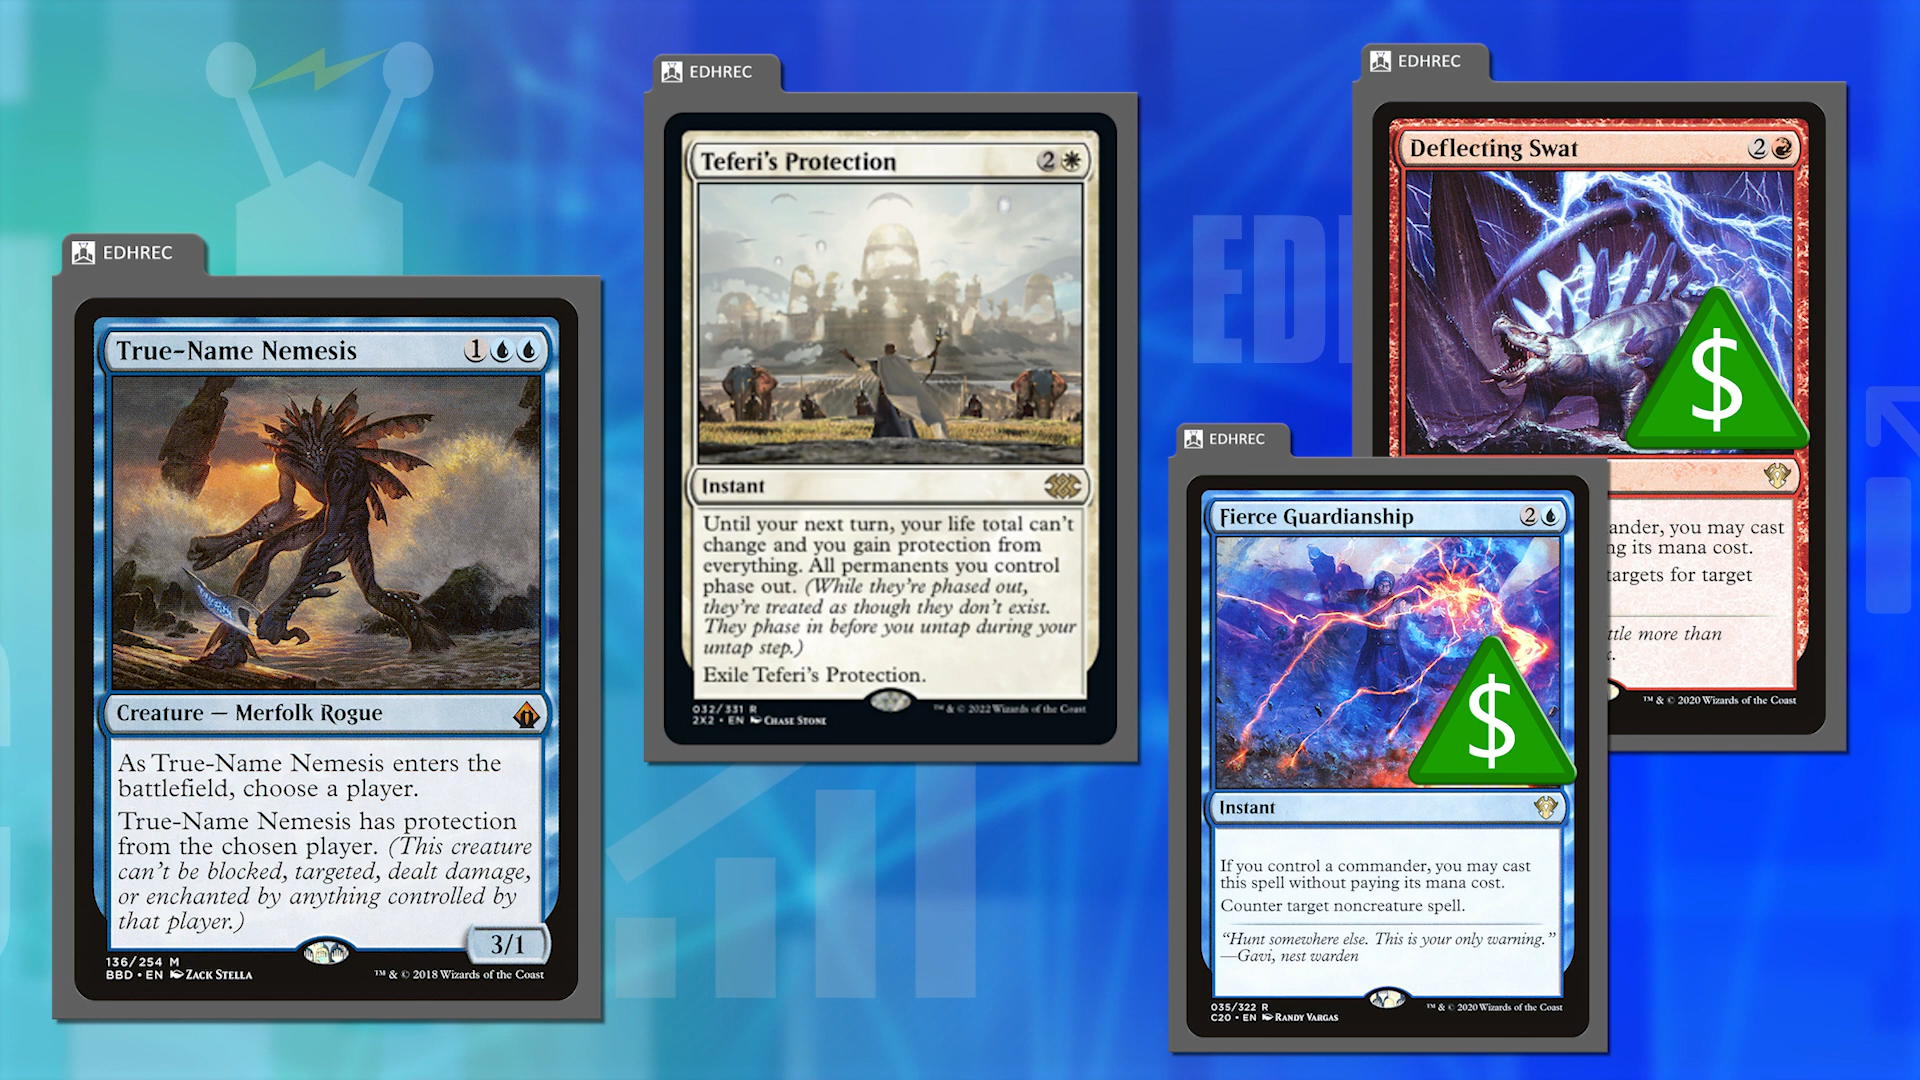 EDHREC
True-Name Nemesis 1
Creature — Merfolk Rogue
As True-Name Nemesis enters the
battlefield, choose a player.
True-Name Nemesis has protection
from the chosen player. (This creature
can't be blocked, targeted, dealt damage,
or enchanted by anything controlled by
that player.)
3/1
136/254 M
BBD • EN ZACK STELLA
™ & © 2018 Wizards of the Coast
EDHREC
Teferi's Protection 2
Instant
Until your next turn, your life total can't
change and you gain protection from
everything. All permanents you control
phase out. (While they're phased out,
they're treated as though they don't exist.
They phase in before you untap during your
untap step.)
Exile Teferi's Protection.
032/331 R
2X2 • EN CHASE STONE
™ & © 2022 Wizards of the Coast
EDHREC
Deflecting Swat 2
$
ander, you may cast
ng its mana cost.
targets for target
ttle more than
™ & © 2020 Wizards of the Coast
EDHREC
Fierce Guardianship 2
$
Instant
If you control a commander, you may cast
this spell without paying its mana cost.
Counter target noncreature spell.
"Hunt somewhere else. This is your only warning."
—Gavi, nest warden
035/322 R
C20 • EN RANDY VARGAS
™ & © 2020 Wizards of the Coast
ED